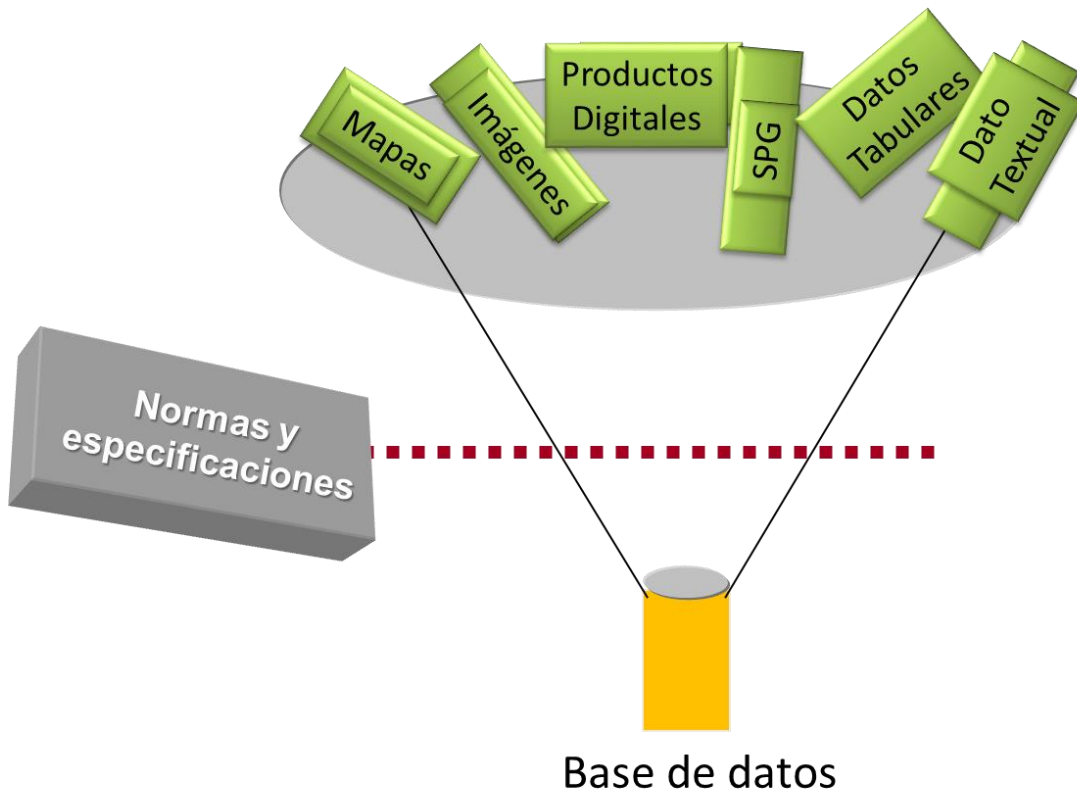 Mapas
Imágenes
Productos
Digitales
SPG
Datos
Tabulares
Dato
Textual
Normas y
especificaciones
Base de datos